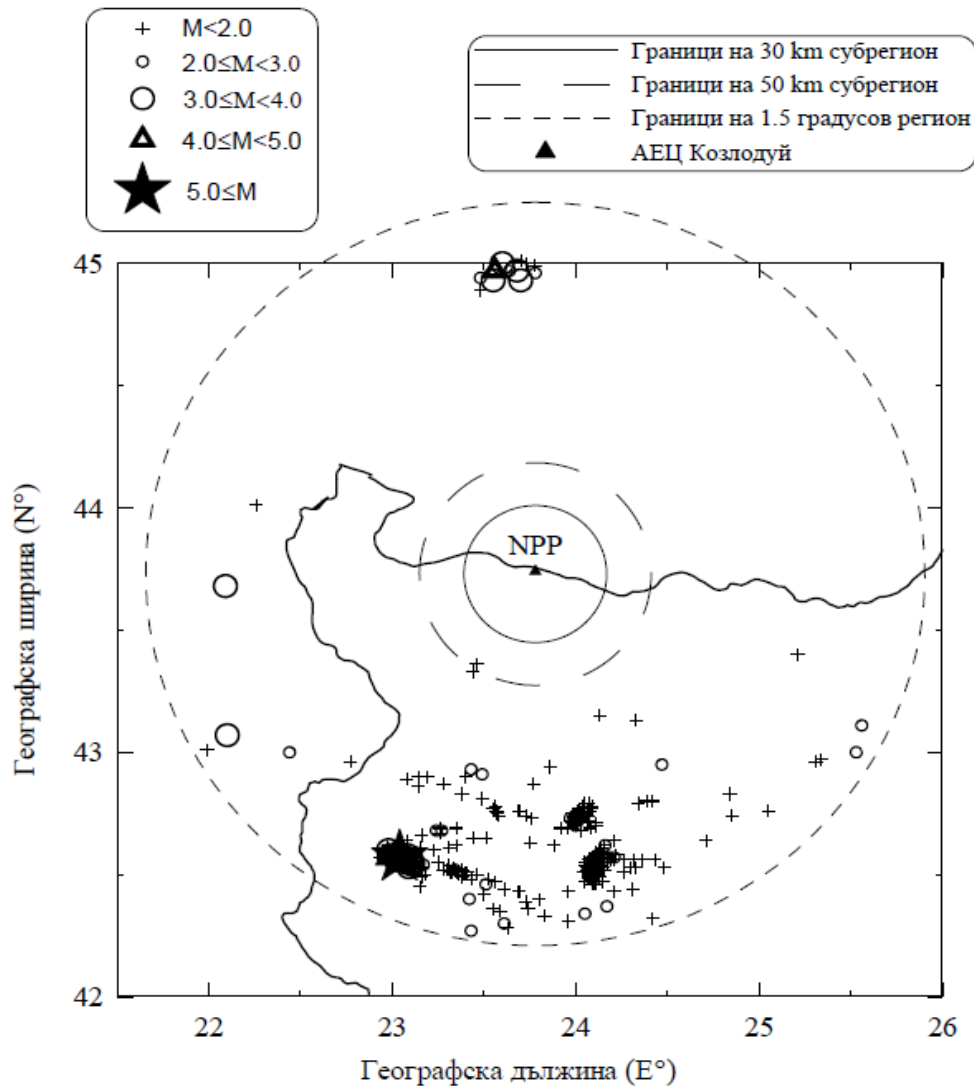 M<2.0
2.0≤M<3.0
3.0≤M<4.0
4.0≤M<5.0
5.0≤M
Граници на 30 km субрегион
Граници на 50 km субрегион
Граници на 1.5 градусов регион
АЕЦ Козлодуй
45
44
43
42
NPP
22
23
24
25
26
Географска ширина (N°)
Географска дължина (E°)